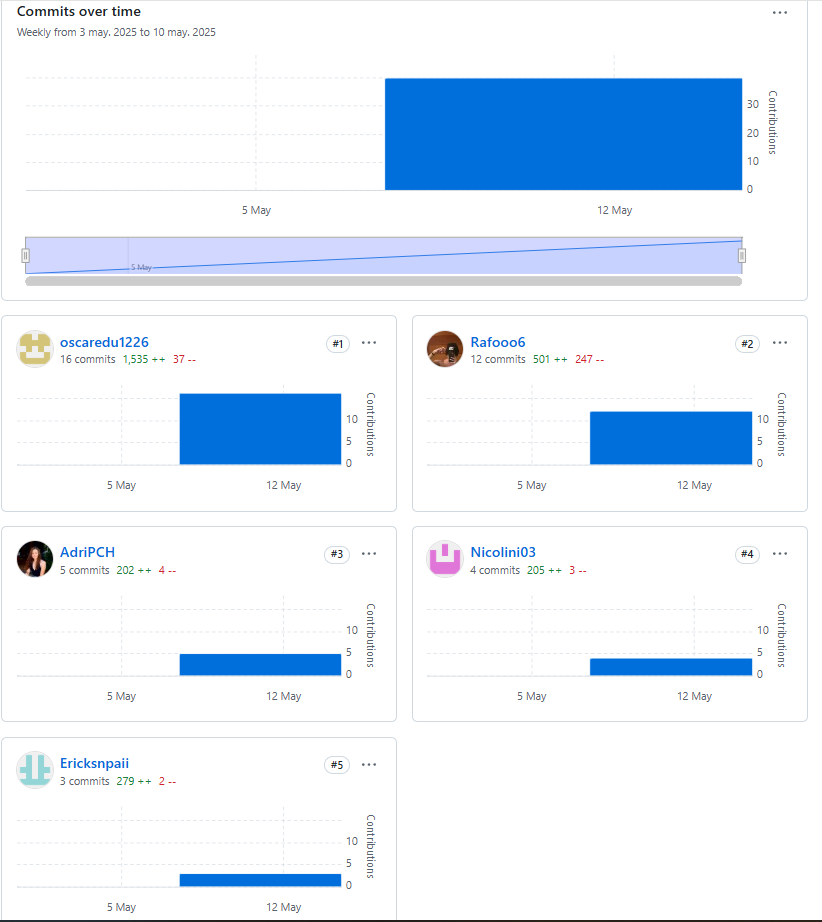 Commits over time
Weekly from 3 may. 2025 to 10 may. 2025
30
20
10
0
Contributions
5 May
12 May
5 May
oscaredu1226
#1
16 commits 1,535 ++ 37 --
10
5
0
Contributions
5 May
12 May
Rafooo6
#2
12 commits 501 ++ 247 --
10
5
0
Contributions
5 May
12 May
AdriPCH
#3
5 commits 202 ++ 4 --
10
5
0
Contributions
5 May
12 May
Nicolini03
#4
4 commits 205 ++ 3 --
10
5
0
Contributions
5 May
12 May
Ericksnpaii
#5
3 commits 279 ++ 2 --
10
5
0
Contributions
5 May
12 May